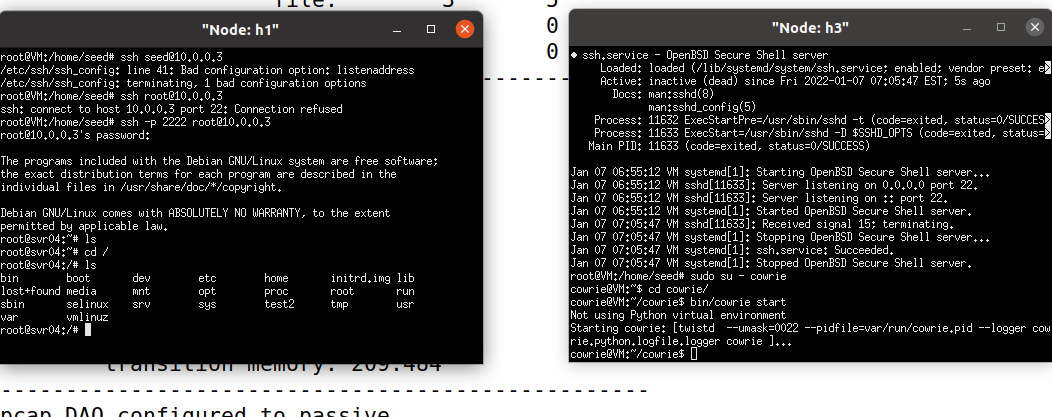 file: 3 5
0
0
"Node: h1"
root@VM:/home/seed# ssh seed@10.0.0.3
/etc/ssh/ssh_config: line 41: Bad configuration option: listenaddress
/etc/ssh/ssh_config: terminating, 1 bad configuration options
root@VM:/home/seed# ssh root@10.0.0.3
ssh: connect to host 10.0.0.3 port 22: Connection refused
root@VM:/home/seed# ssh -p 2222 root@10.0.0.3
root@10.0.0.3's password:
The programs included with the Debian GNU/Linux system are free software;
the exact distribution terms for each program are described in the
individual files in /usr/share/doc/*/copyright.
Debian GNU/Linux comes with ABSOLUTELY NO WARRANTY, to the extent
permitted by applicable law.
root@svr04:~# ls
root@svr04:~# cd /
root@svr04:/# ls
bin boot dev etc home initrd.img lib
lost+found media mnt opt proc root run
sbin selinux srv sys test2 tmp usr
var vmlinuz
root@svr04:/#
"Node: h3"
● ssh.service - OpenBSD Secure Shell server
Loaded: loaded (/lib/systemd/system/ssh.service; enabled; vendor preset: e>
Active: inactive (dead) since Fri 2022-01-07 07:05:47 EST; 5s ago
Docs: man:sshd(8)
man:sshd_config(5)
Process: 11632 ExecStartPre=/usr/sbin/sshd -t (code=exited, status=0/SUCCES>
Process: 11633 ExecStart=/usr/sbin/sshd -D $SSHD_OPTS (code=exited, status=>
Main PID: 11633 (code=exited, status=0/SUCCESS)
Jan 07 06:55:12 VM systemd[1]: Starting OpenBSD Secure Shell server...
Jan 07 06:55:12 VM sshd[11633]: Server listening on 0.0.0.0 port 22.
Jan 07 06:55:12 VM sshd[11633]: Server listening on :: port 22.
Jan 07 06:55:12 VM systemd[1]: Started OpenBSD Secure Shell server.
Jan 07 07:05:47 VM sshd[11633]: Received signal 15; terminating.
Jan 07 07:05:47 VM systemd[1]: Stopping OpenBSD Secure Shell server...
Jan 07 07:05:47 VM systemd[1]: ssh.service: Succeeded.
Jan 07 07:05:47 VM systemd[1]: Stopped OpenBSD Secure Shell server.
root@VM:/home/seed# sudo su - cowrie
cowrie@VM:~$ cd cowrie/
cowrie@VM:~/cowrie$ bin/cowrie start
Not using Python virtual environment
Starting cowrie: [twistd --umask=0022 --pidfile=var/run/cowrie.pid --logger cow
rie.python.logfile.logger cowrie ]...
cowrie@VM:~/cowrie$
transition memory: 209.484
--------------------------------------------------
pcap DAQ configured to passive